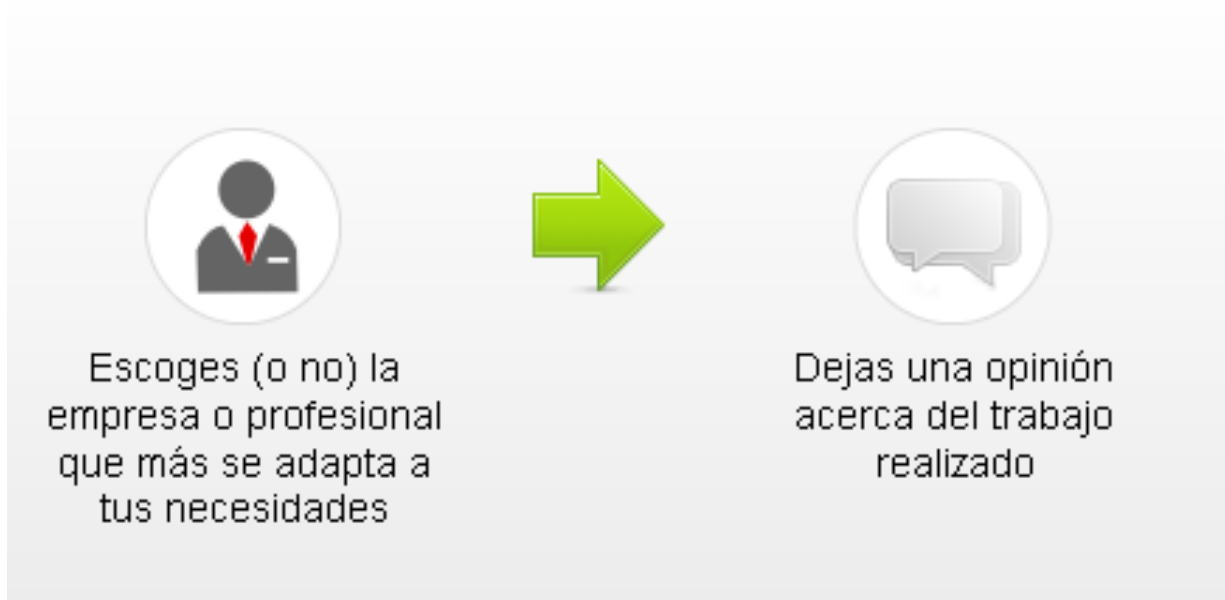 Escoges (o no) la
empresa o profesional
que más se adapta a
tus necesidades
Dejas una opinión
acerca del trabajo
realizado